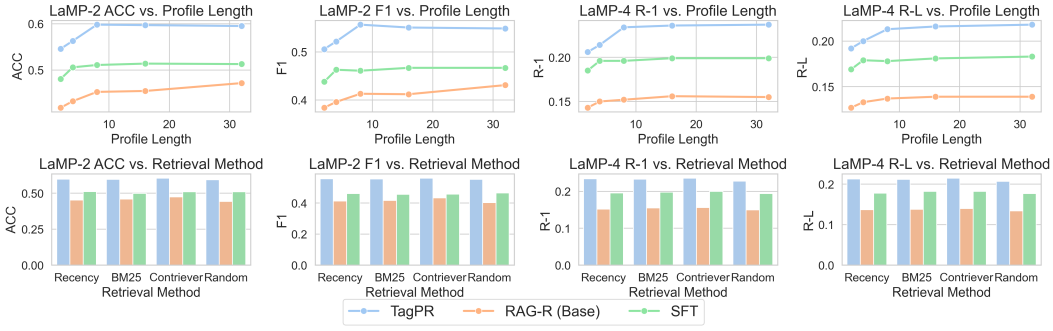 LaMP-2 ACC vs. Profile Length
ACC
0.6
0.5
10
20
30
Profile Length
LaMP-2 F1 vs. Profile Length
F1
0.5
0.4
10
20
30
Profile Length
LaMP-4 R-1 vs. Profile Length
R-1
0.20
0.15
10
20
30
Profile Length
LaMP-4 R-L vs. Profile Length
R-L
0.20
0.15
10
20
30
Profile Length
LaMP-2 ACC vs. Retrieval Method
ACC
0.50
0.25
0.00
Recency BM25 Contriever Random
Retrieval Method
LaMP-2 F1 vs. Retrieval Method
F1
0.4
0.2
0.0
Recency BM25 Contriever Random
Retrieval Method
LaMP-4 R-1 vs. Retrieval Method
R-1
0.2
0.1
0.0
Recency BM25 Contriever Random
Retrieval Method
LaMP-4 R-L vs. Retrieval Method
R-L
0.2
0.1
0.0
Recency BM25 Contriever Random
Retrieval Method
TagPR RAG-R (Base) SFT